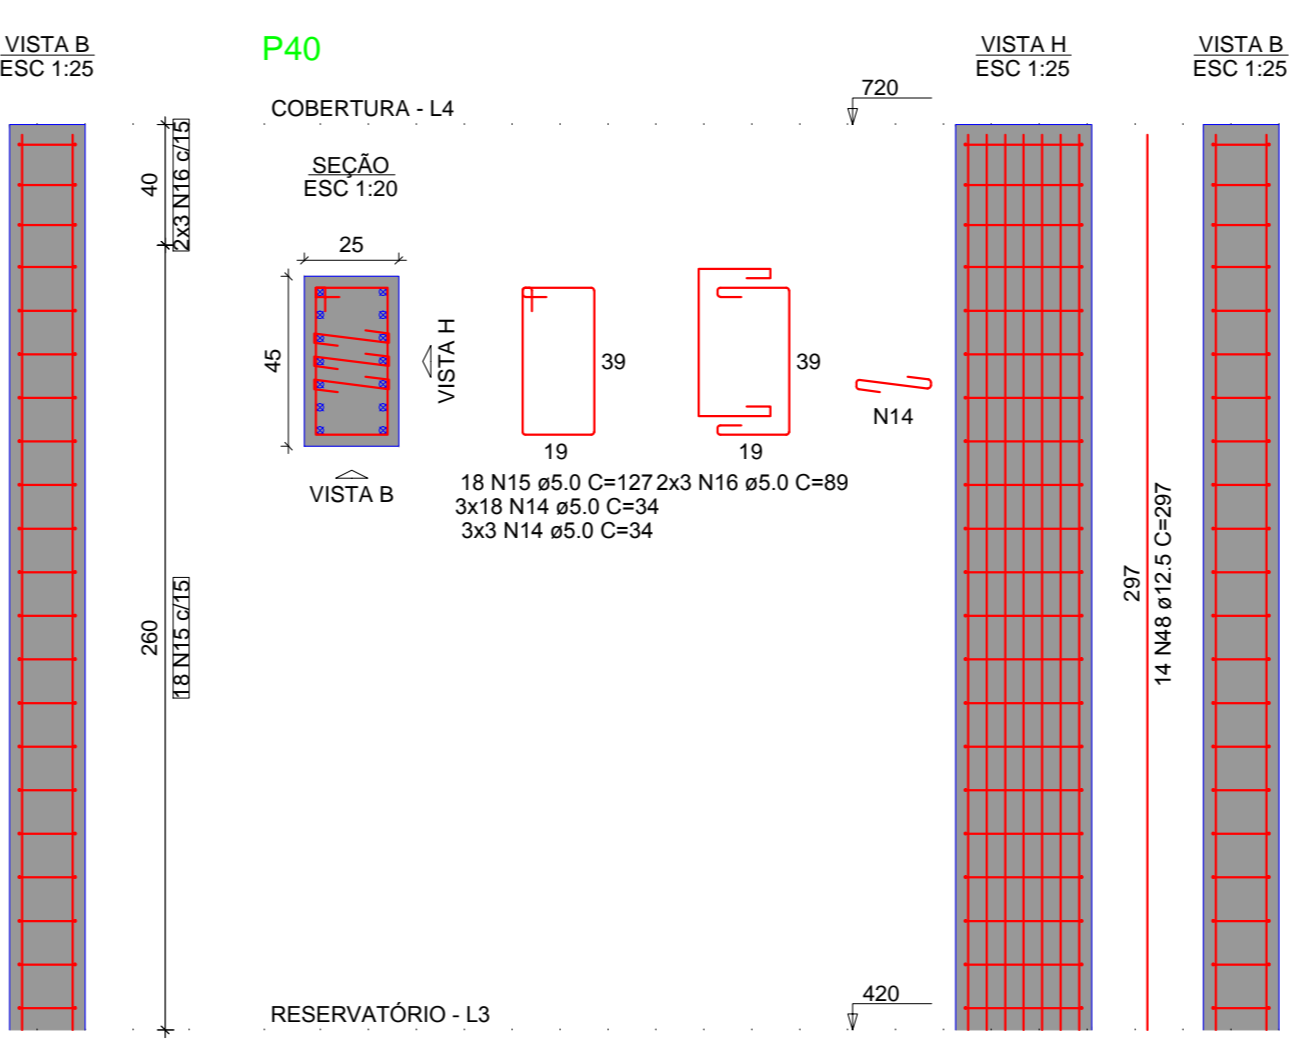 VISTA B
ESC 1:25
P40
VISTA H
ESC 1:25
VISTA B
ESC 1:25
COBERTURA - L4
720
40
2x3 N16 c/15
SEÇÃO
ESC 1:20
25
45
VISTA H
VISTA B
39
19
39
19
N14
18 N15 ø5.0 C=127
2x3 N16 ø5.0 C=89
3x18 N14 ø5.0 C=34
3x3 N14 ø5.0 C=34
260
18 N15 c/15
297
14 N48 ø12.5 C=297
RESERVATÓRIO - L3
420